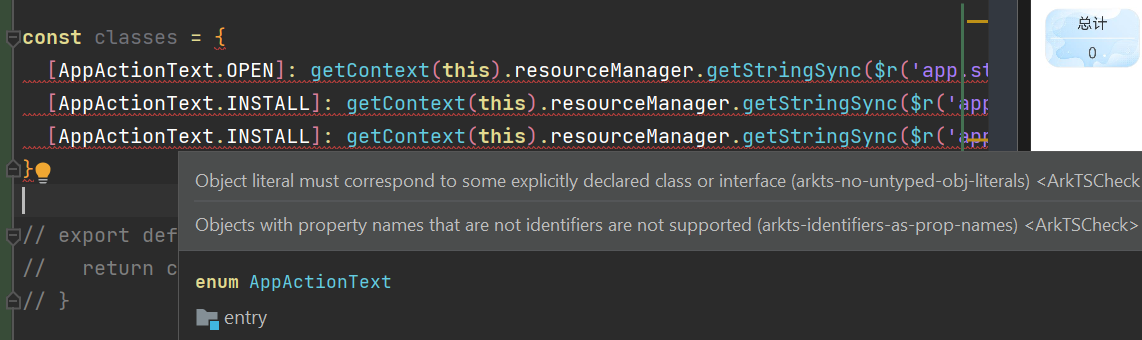 const classes = {
[AppActionText.OPEN]: getContext(this).resourceManager.getStringSync($r('app.st
[AppActionText.INSTALL]: getContext(this).resourceManager.getStringSync($r('app
[AppActionText.INSTALL]: getContext(this).resourceManager.getStringSync($r('app
}
Object literal must correspond to some explicitly declared class or interface (arkts-no-untyped-obj-literals) <ArkTSCheck
Objects with property names that are not identifiers are not supported (arkts-identifiers-as-prop-names) <ArkTSCheck>
// export def
// return c
// }
enum AppActionText
entry
总计
0